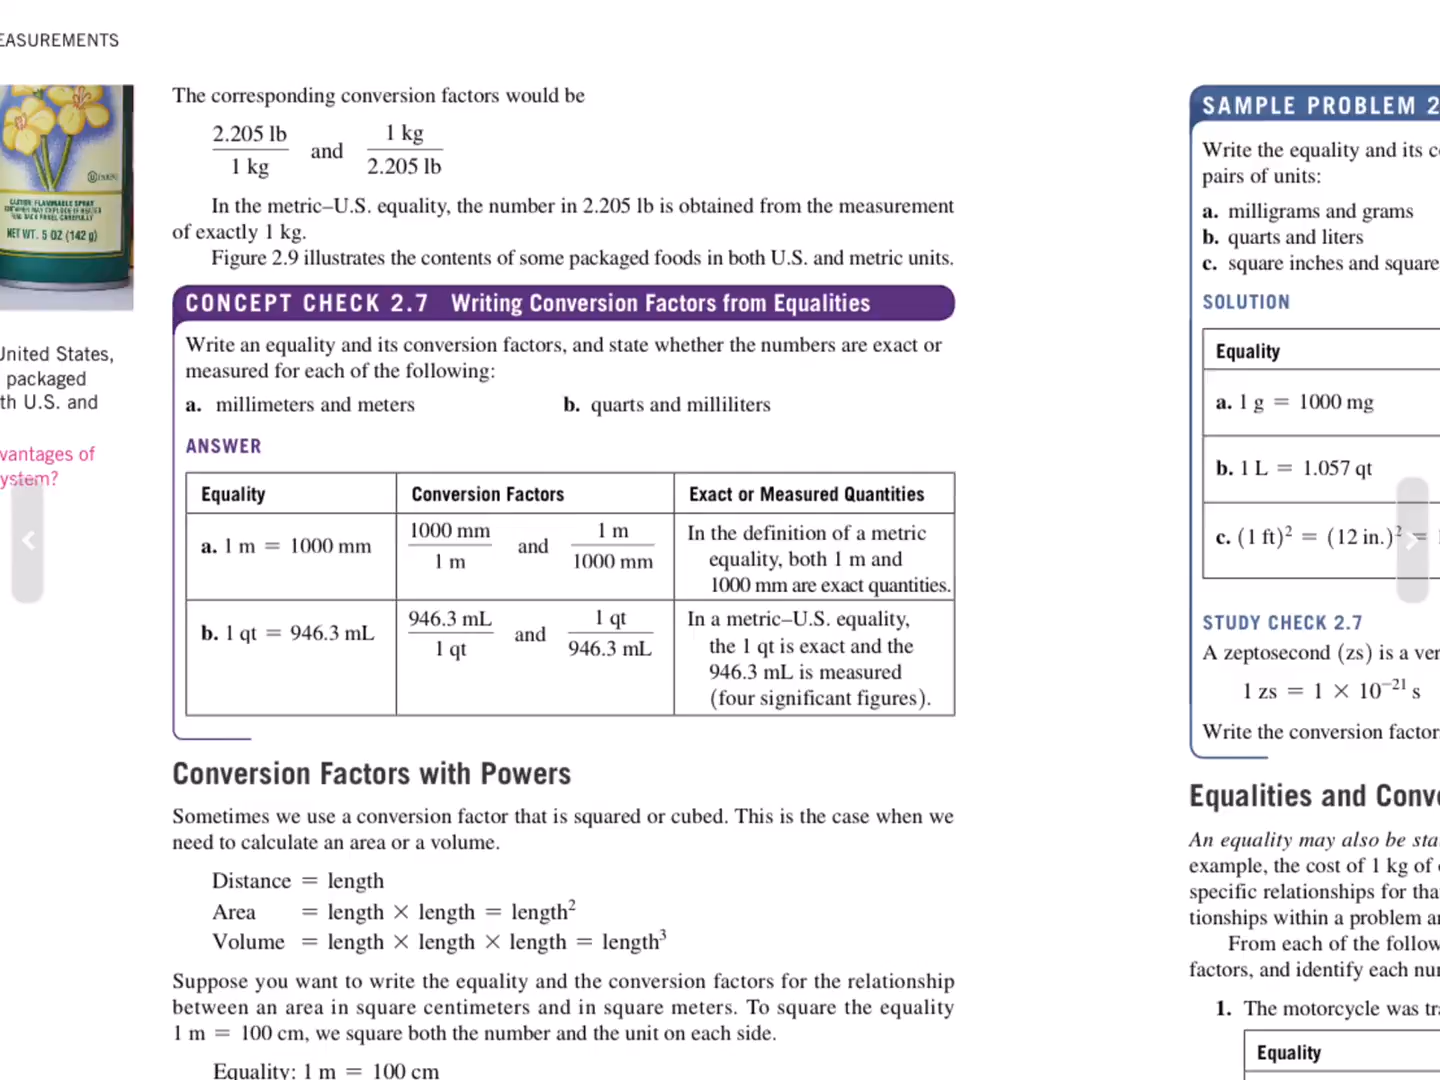 EASUREMENTS
CAUTION: FLAMMABLE SPRAY
NET WT. 5 OZ (142 g)
United States,
packaged
th U.S. and
vantages of
ystem?
The corresponding conversion factors would be
2.205 lb / 1 kg and 1 kg / 2.205 lb
In the metric–U.S. equality, the number in 2.205 lb is obtained from the measurement
of exactly 1 kg.
Figure 2.9 illustrates the contents of some packaged foods in both U.S. and metric units.
CONCEPT CHECK 2.7 Writing Conversion Factors from Equalities
Write an equality and its conversion factors, and state whether the numbers are exact or
measured for each of the following:
a. millimeters and meters b. quarts and milliliters
ANSWER
Equality Conversion Factors Exact or Measured Quantities
a. 1 m = 1000 mm 1000 mm / 1 m and 1 m / 1000 mm In the definition of a metric
equality, both 1 m and
1000 mm are exact quantities.
b. 1 qt = 946.3 mL 946.3 mL / 1 qt and 1 qt / 946.3 mL In a metric–U.S. equality,
the 1 qt is exact and the
946.3 mL is measured
(four significant figures).
Conversion Factors with Powers
Sometimes we use a conversion factor that is squared or cubed. This is the case when we
need to calculate an area or a volume.
Distance = length
Area = length × length = length²
Volume = length × length × length = length³
Suppose you want to write the equality and the conversion factors for the relationship
between an area in square centimeters and in square meters. To square the equality
1 m = 100 cm, we square both the number and the unit on each side.
Equality: 1 m = 100 cm
SAMPLE PROBLEM 2
Write the equality and its c
pairs of units:
a. milligrams and grams
b. quarts and liters
c. square inches and square
SOLUTION
Equality
a. 1 g = 1000 mg
b. 1 L = 1.057 qt
c. (1 ft)² = (12 in.)² =
STUDY CHECK 2.7
A zeptosecond (zs) is a ver
1 zs = 1 × 10⁻²¹ s
Write the conversion factor
Equalities and Conv
An equality may also be sta
example, the cost of 1 kg of
specific relationships for tha
tionships within a problem a
From each of the follow
factors, and identify each nu
1. The motorcycle was tr
Equality